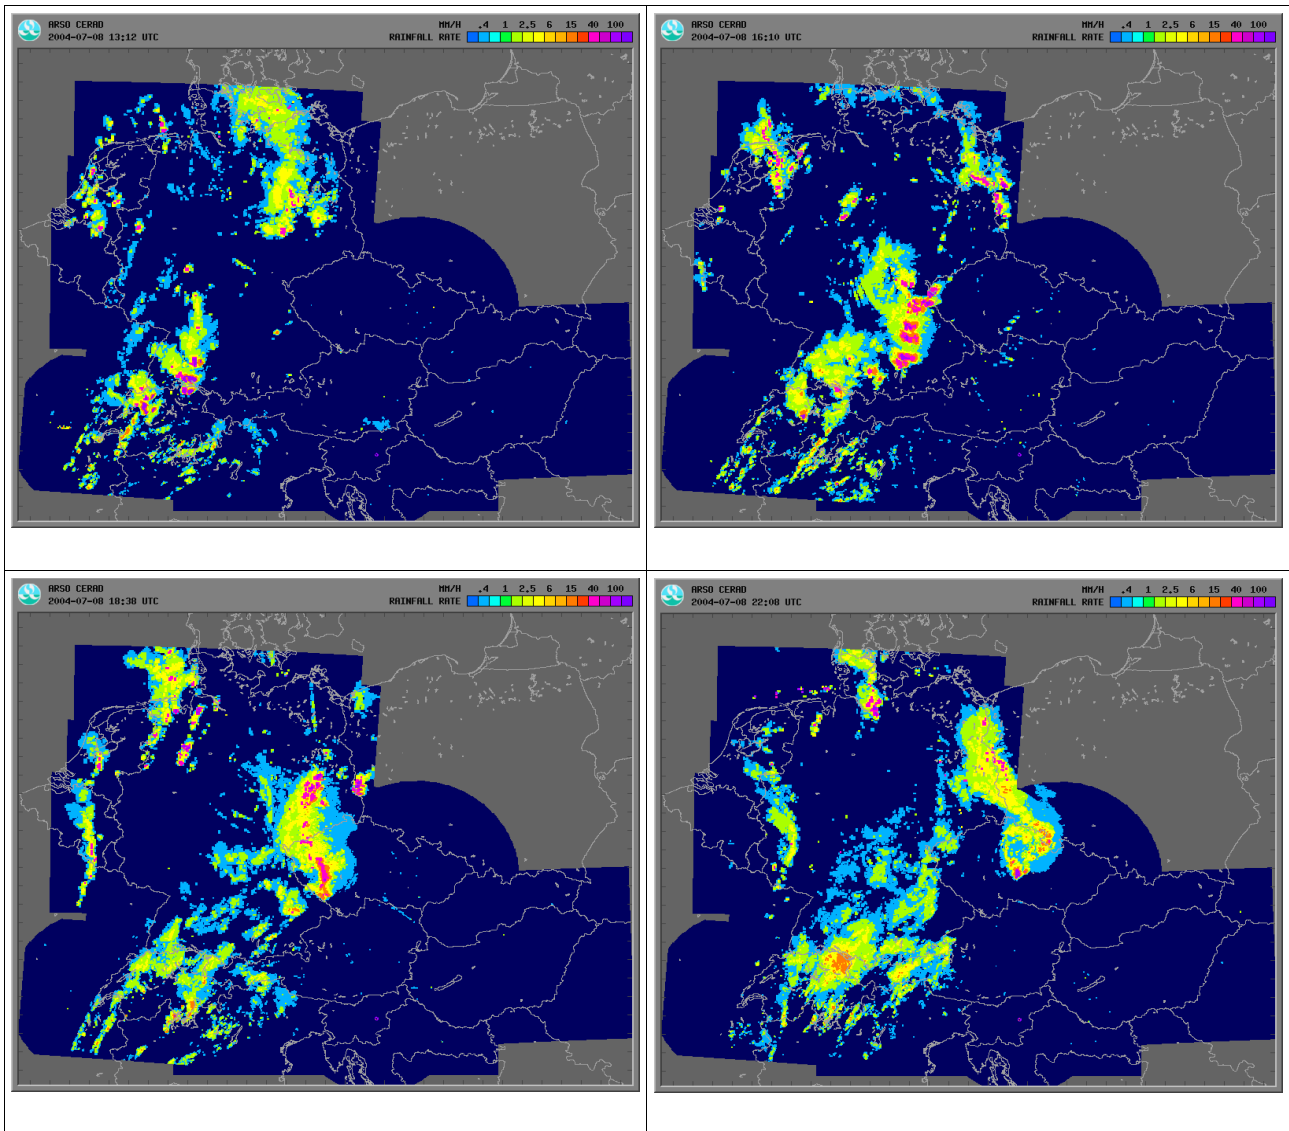 ARSO CERAD
2004-07-08 13:12 UTC
MM/H .4 1 2.5 6 15 40 100
RAINFALL RATE
ARSO CERAD
2004-07-08 16:10 UTC
MM/H .4 1 2.5 6 15 40 100
RAINFALL RATE
ARSO CERAD
2004-07-08 18:38 UTC
MM/H .4 1 2.5 6 15 40 100
RAINFALL RATE
ARSO CERAD
2004-07-08 22:08 UTC
MM/H .4 1 2.5 6 15 40 100
RAINFALL RATE